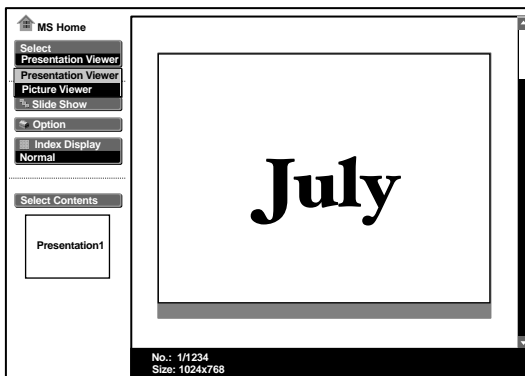 MS Home
Select
Presentation Viewer
Presentation Viewer
Picture Viewer
Slide Show
Option
Index Display
Normal
Select Contents
Presentation1
July
No.: 1/1234
Size: 1024x768